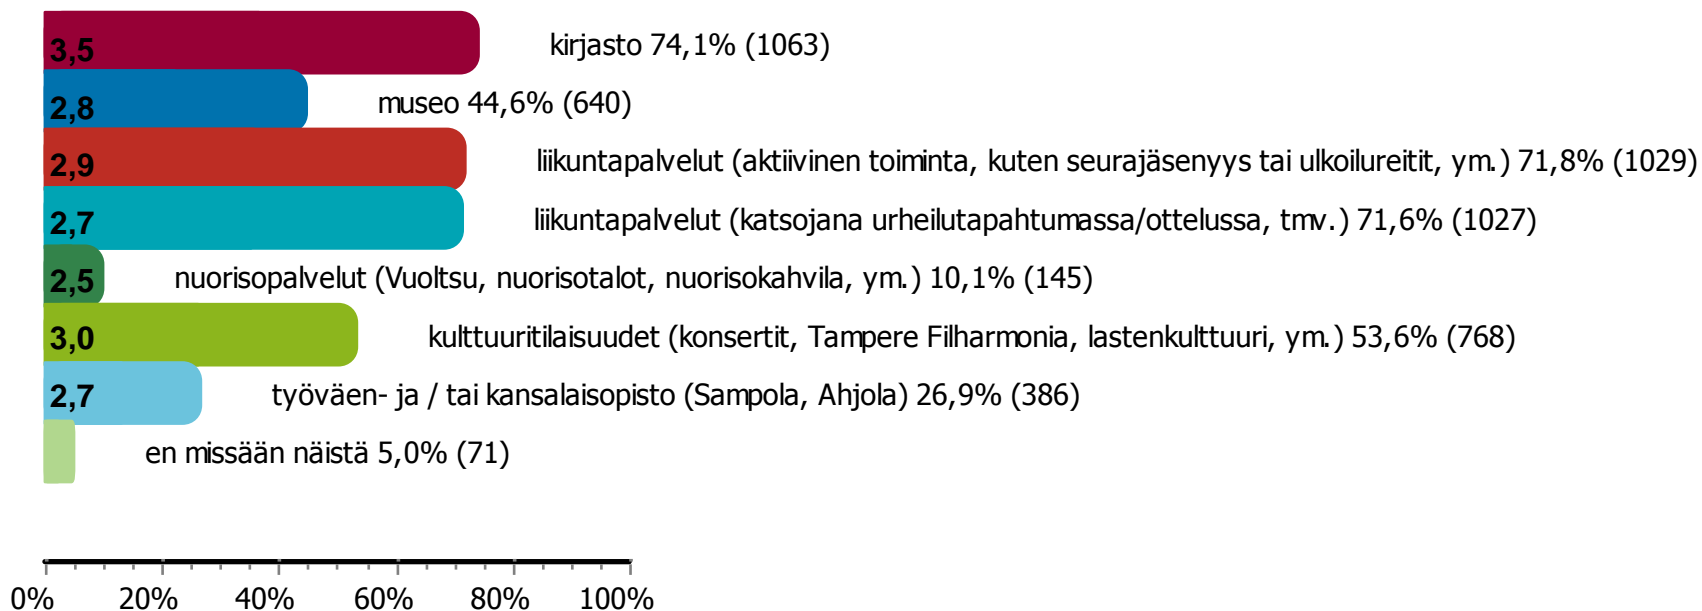 3,5 kirjasto 74,1% (1063)
2,8 museo 44,6% (640)
2,9 liikuntapalvelut (aktiivinen toiminta, kuten seurajäsenyys tai ulkoilureitit, ym.) 71,8% (1029)
2,7 liikuntapalvelut (katsojana urheilutapahtumassa/ottelussa, tmv.) 71,6% (1027)
2,5 nuorisopalvelut (Vuoltsu, nuorisotalot, nuorisokahvila, ym.) 10,1% (145)
3,0 kulttuuritilaisuudet (konsertit, Tampere Filharmonia, lastenkulttuuri, ym.) 53,6% (768)
2,7 työväen- ja / tai kansalaisopisto (Sampola, Ahjola) 26,9% (386)
en missään näistä 5,0% (71)
0% 20% 40% 60% 80% 100%